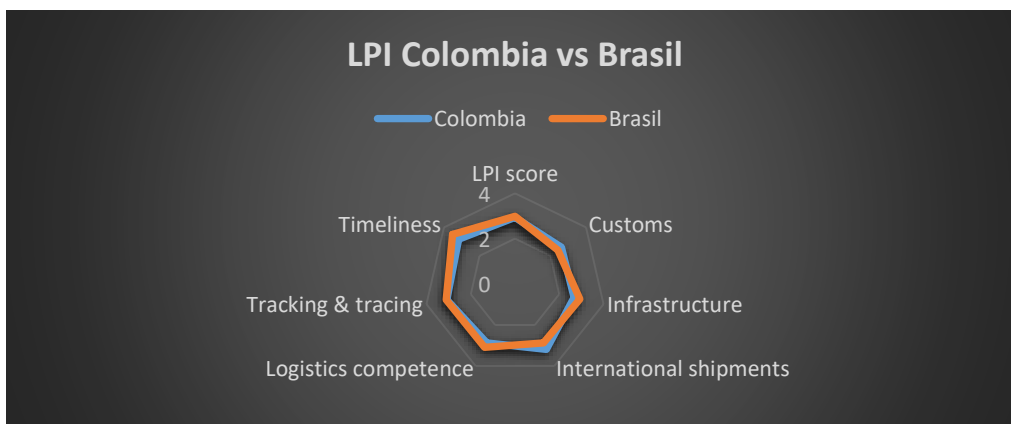 LPI Colombia vs Brasil
Colombia Brasil
LPI score
4
Timeliness Customs
2
0
Tracking & tracing Infrastructure
Logistics competence International shipments